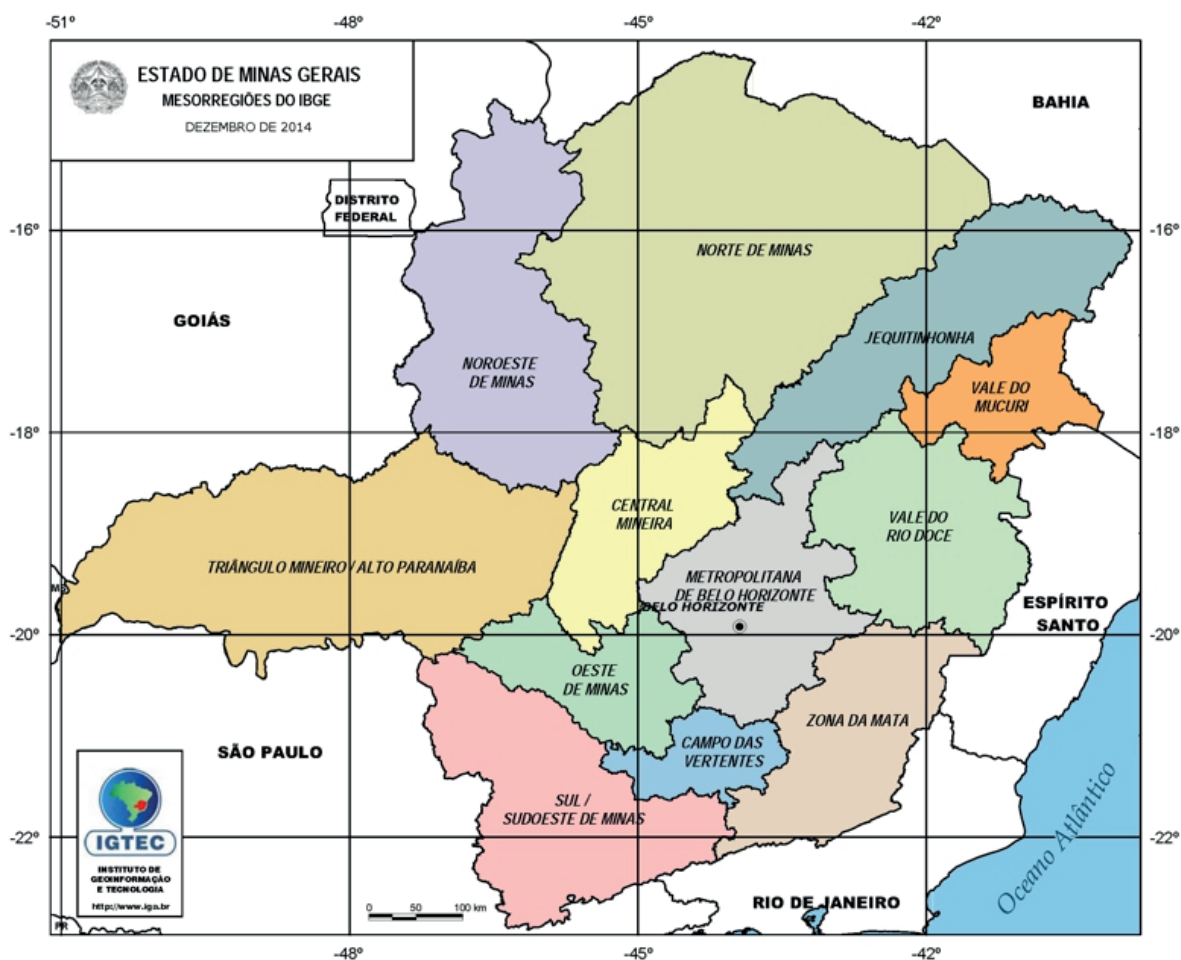 -51°
-48°
-45°
-42°
ESTADO DE MINAS GERAIS
MESORREGIÕES DO IBGE
DEZEMBRO DE 2014
BAHIA
DISTRITO
FEDERAL
-16°
-16°
NORTE DE MINAS
GOIÁS
JEQUITINHONHA
NOROESTE
DE MINAS
VALE DO
MUCURI
-18°
-18°
CENTRAL
MINEIRA
VALE DO
RIO DOCE
TRIÂNGULO MINEIRO / ALTO PARANAÍBA
METROPOLITANA
DE BELO HORIZONTE
BELO HORIZONTE
ESPÍRITO
SANTO
-20°
-20°
OESTE
DE MINAS
ZONA DA MATA
SÃO PAULO
CAMPO DAS
VERTENTES
SUL /
SUDOESTE DE MINAS
Oceano Atlântico
-22°
-22°
IGTEC
INSTITUTO DE
GEOINFORMAÇÃO
E TECNOLOGIA
http://www.iga.br
0 50 100 km
RIO DE JANEIRO
PR
-48°
-45°
-42°